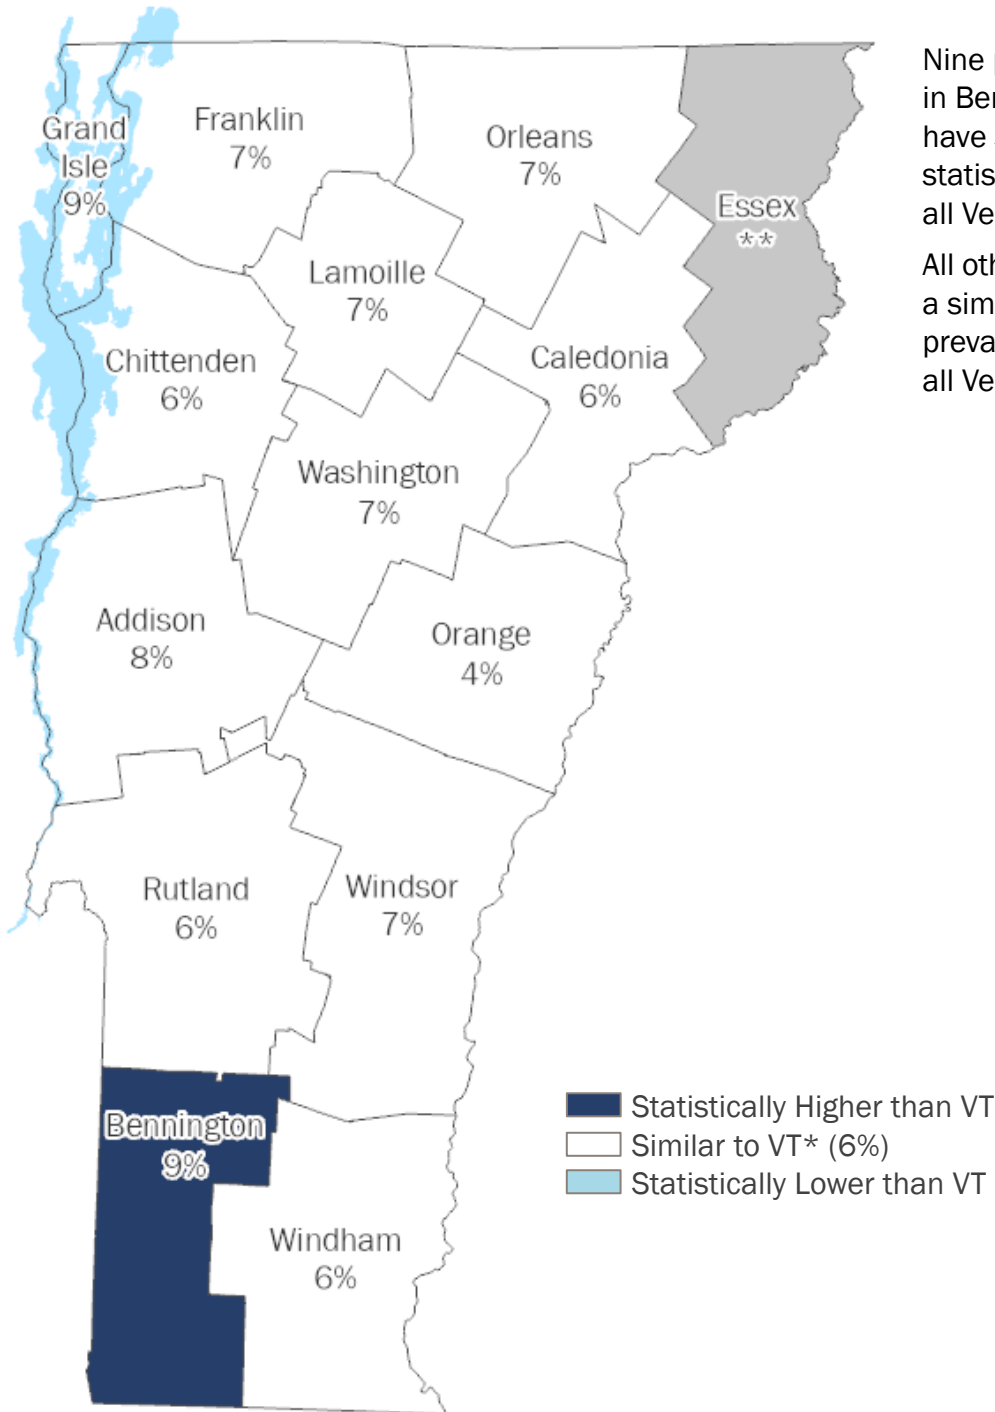 Nine
in Ber
have
statis
all Ve
All oth
a sim
preva
all Ve
Grand
Isle
9%
Franklin
7%
Orleans
7%
Essex
**
Lamoille
7%
Chittenden
6%
Caledonia
6%
Washington
7%
Addison
8%
Orange
4%
Rutland
6%
Windsor
7%
Bennington
9%
Windham
6%
Statistically Higher than VT
Similar to VT* (6%)
Statistically Lower than VT